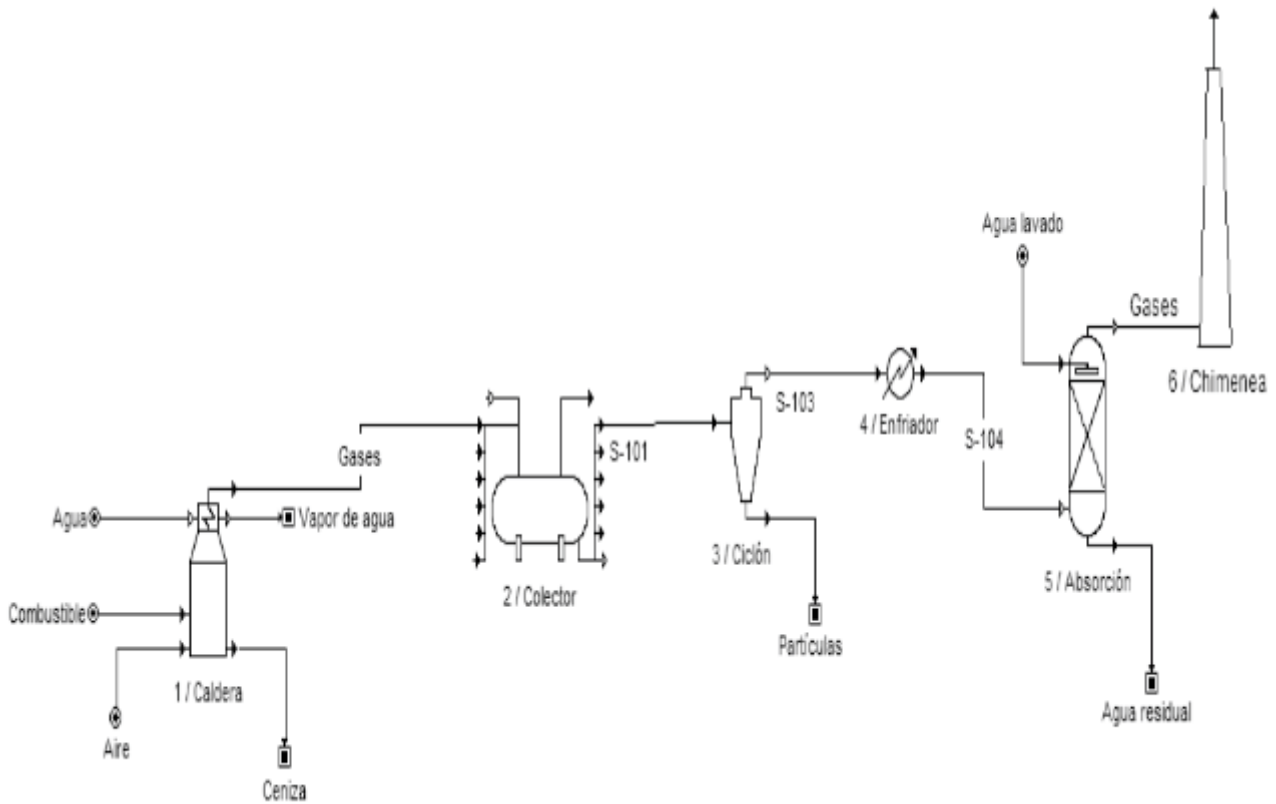 Agua lavado
Gases
6 / Chimenea
S-103
4 / Enfriador
S-104
Gases
S-101
Agua
Vapor de agua
3 / Ciclón
2 / Colector
5 / Absorción
Combustible
Partículas
1 / Caldera
Agua residual
Aire
Ceniza